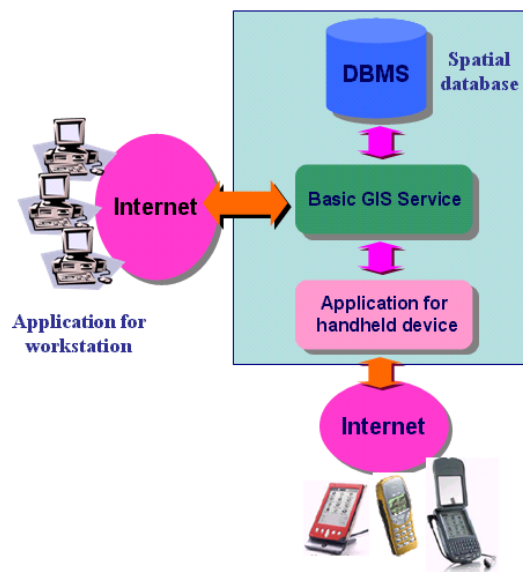 DBMS
Spatial
database
Internet
Basic GIS Service
Application for
workstation
Application for
handheld device
Internet